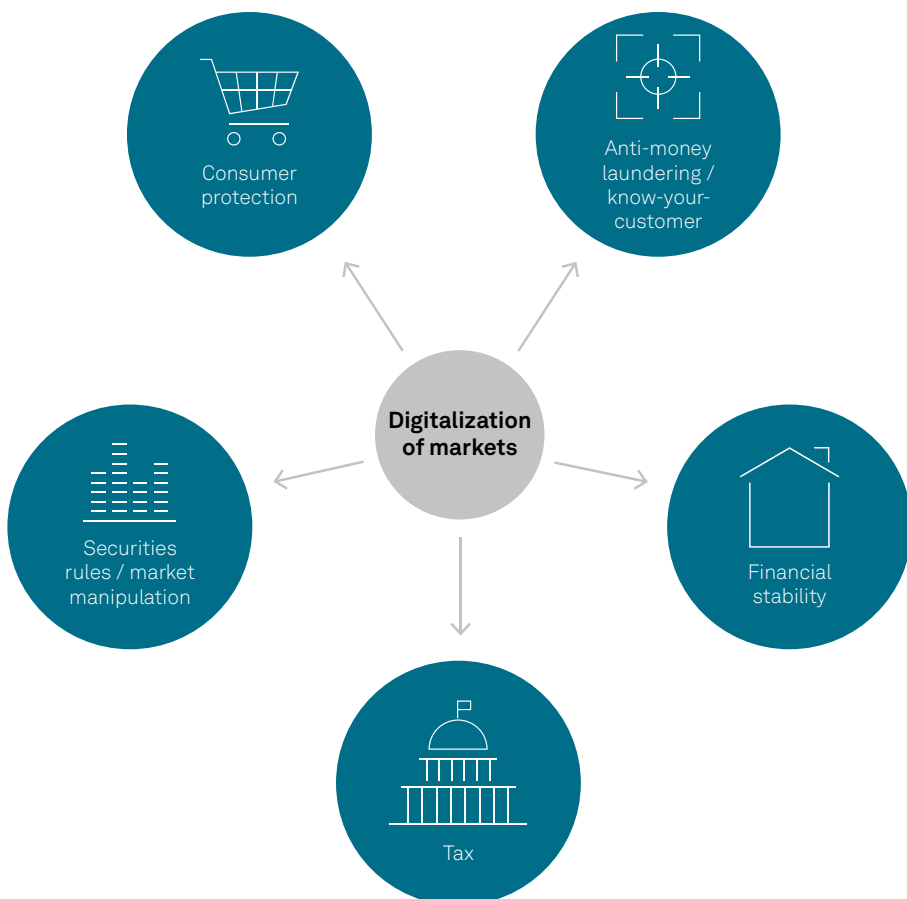 Consumer
protection
Anti-money
laundering /
know-your-
customer
Digitalization
of markets
Securities
rules / market
manipulation
Financial
stability
Tax